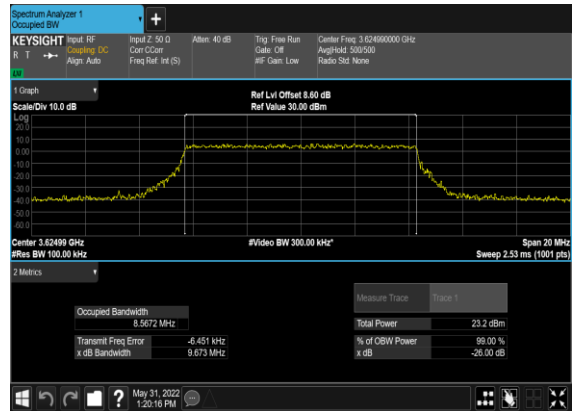 Spectrum Analyzer 1
Occupied BW
+
KEYSIGHT Input: RF Input Z: 50 Ω Atten: 40 dB Trig: Free Run Center Freq: 3.624990000 GHz
R T Coupling: DC Corr CCorr Gate: Off Avg|Hold: 500/500
Align: Auto Freq Ref: Int (S) #IF Gain: Low Radio Std: None
1 Graph
Ref Lvl Offset 8.60 dB
Scale/Div 10.0 dB Ref Value 30.00 dBm
Log
20.0
10.0
0.00
-10.0
-20.0
-30.0
-40.0
-50.0
-60.0
Center 3.62499 GHz #Video BW 300.00 kHz* Span 20 MHz
#Res BW 100.00 kHz Sweep 2.53 ms (1001 pts)
2 Metrics
Measure Trace Trace 1
Occupied Bandwidth
8.5672 MHz Total Power 23.2 dBm
Transmit Freq Error -6.451 kHz % of OBW Power 99.00 %
x dB Bandwidth 9.673 MHz x dB -26.00 dB
? May 31, 2022
1:20:16 PM